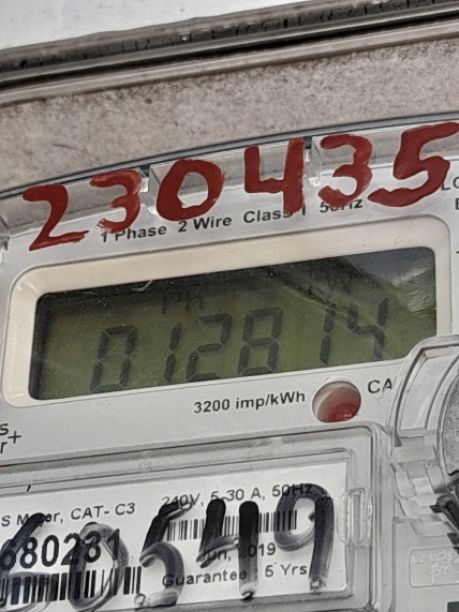 230435
1 Phase 2 Wire Class 1 50Hz
012814
3200 imp/kWh
CA
S Meter, CAT- C3
240V, 5-30 A, 50Hz
680231
60549
Jun, 2019
Guarantee 5 Yrs